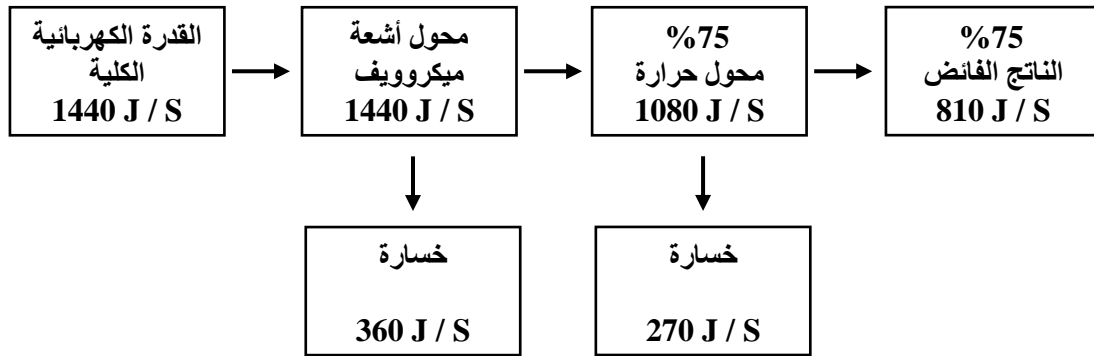 القدرة الكهربائية
الكلية
1440 J / S
محول أشعة
ميكروويف
1440 J / S
%75
محول حرارة
1080 J / S
%75
الناتج الفائض
810 J / S
خسارة
360 J / S
خسارة
270 J / S